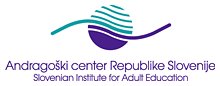 Andragoški center Republike Slovenije
Slovenian Institute for Adult Education